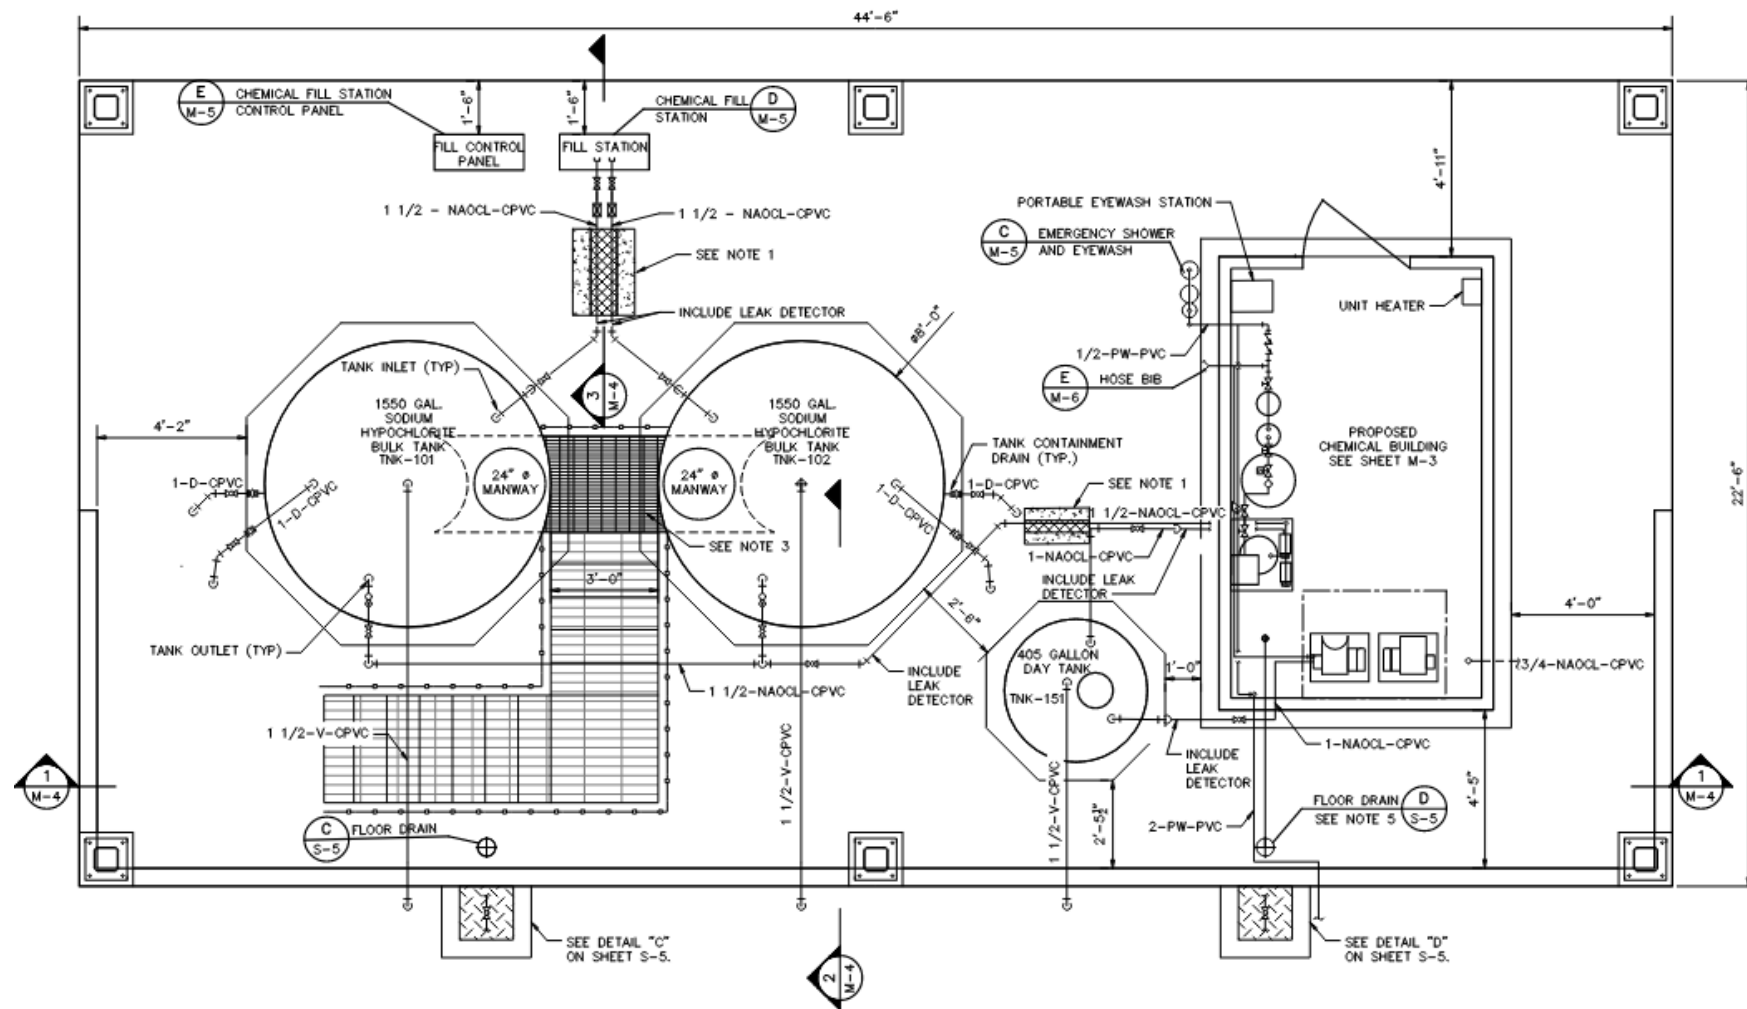 44'-6"
E
M-5
CHEMICAL FILL STATION
CONTROL PANEL
1'-6"
1'-6"
CHEMICAL FILL
STATION
D
M-5
FILL CONTROL
PANEL
FILL STATION
1 1/2 - NAOCL-CPVC
1 1/2 - NAOCL-CPVC
SEE NOTE 1
INCLUDE LEAK DETECTOR
4'-11"
22'-6"
PORTABLE EYEWASH STATION
C
M-5
EMERGENCY SHOWER
AND EYEWASH
UNIT HEATER
1/2-PW-PVC
E
M-6
HOSE BIB
PROPOSED
CHEMICAL BUILDING
SEE SHEET M-3
ø8'-0"
TANK INLET (TYP)
3
M-4
1550 GAL.
SODIUM
HYPOCHLORITE
BULK TANK
TNK-101
1550 GAL.
SODIUM
HYPOCHLORITE
BULK TANK
TNK-102
4'-2"
24" ø
MANWAY
24" ø
MANWAY
TANK CONTAINMENT
DRAIN (TYP.)
1-D-CPVC
1-D-CPVC
1-D-CPVC
1-D-CPVC
SEE NOTE 1
1 1/2-NAOCL-CPVC
1-NAOCL-CPVC
INCLUDE LEAK
DETECTOR
SEE NOTE 3
3'-0"
2'-6"
4'-0"
TANK OUTLET (TYP)
1 1/2-NAOCL-CPVC
INCLUDE
LEAK
DETECTOR
405 GALLON
DAY TANK
TNK-151
1'-0"
3/4-NAOCL-CPVC
1 1/2-V-CPVC
1 1/2-V-CPVC
1 1/2-V-CPVC
1-NAOCL-CPVC
INCLUDE
LEAK
DETECTOR
1
M-4
1
M-4
4'-5"
2'-5½"
C
S-5
FLOOR DRAIN
2-PW-PVC
FLOOR DRAIN
SEE NOTE 5
D
S-5
SEE DETAIL "C"
ON SHEET S-5.
2
M-4
SEE DETAIL "D"
ON SHEET S-5.